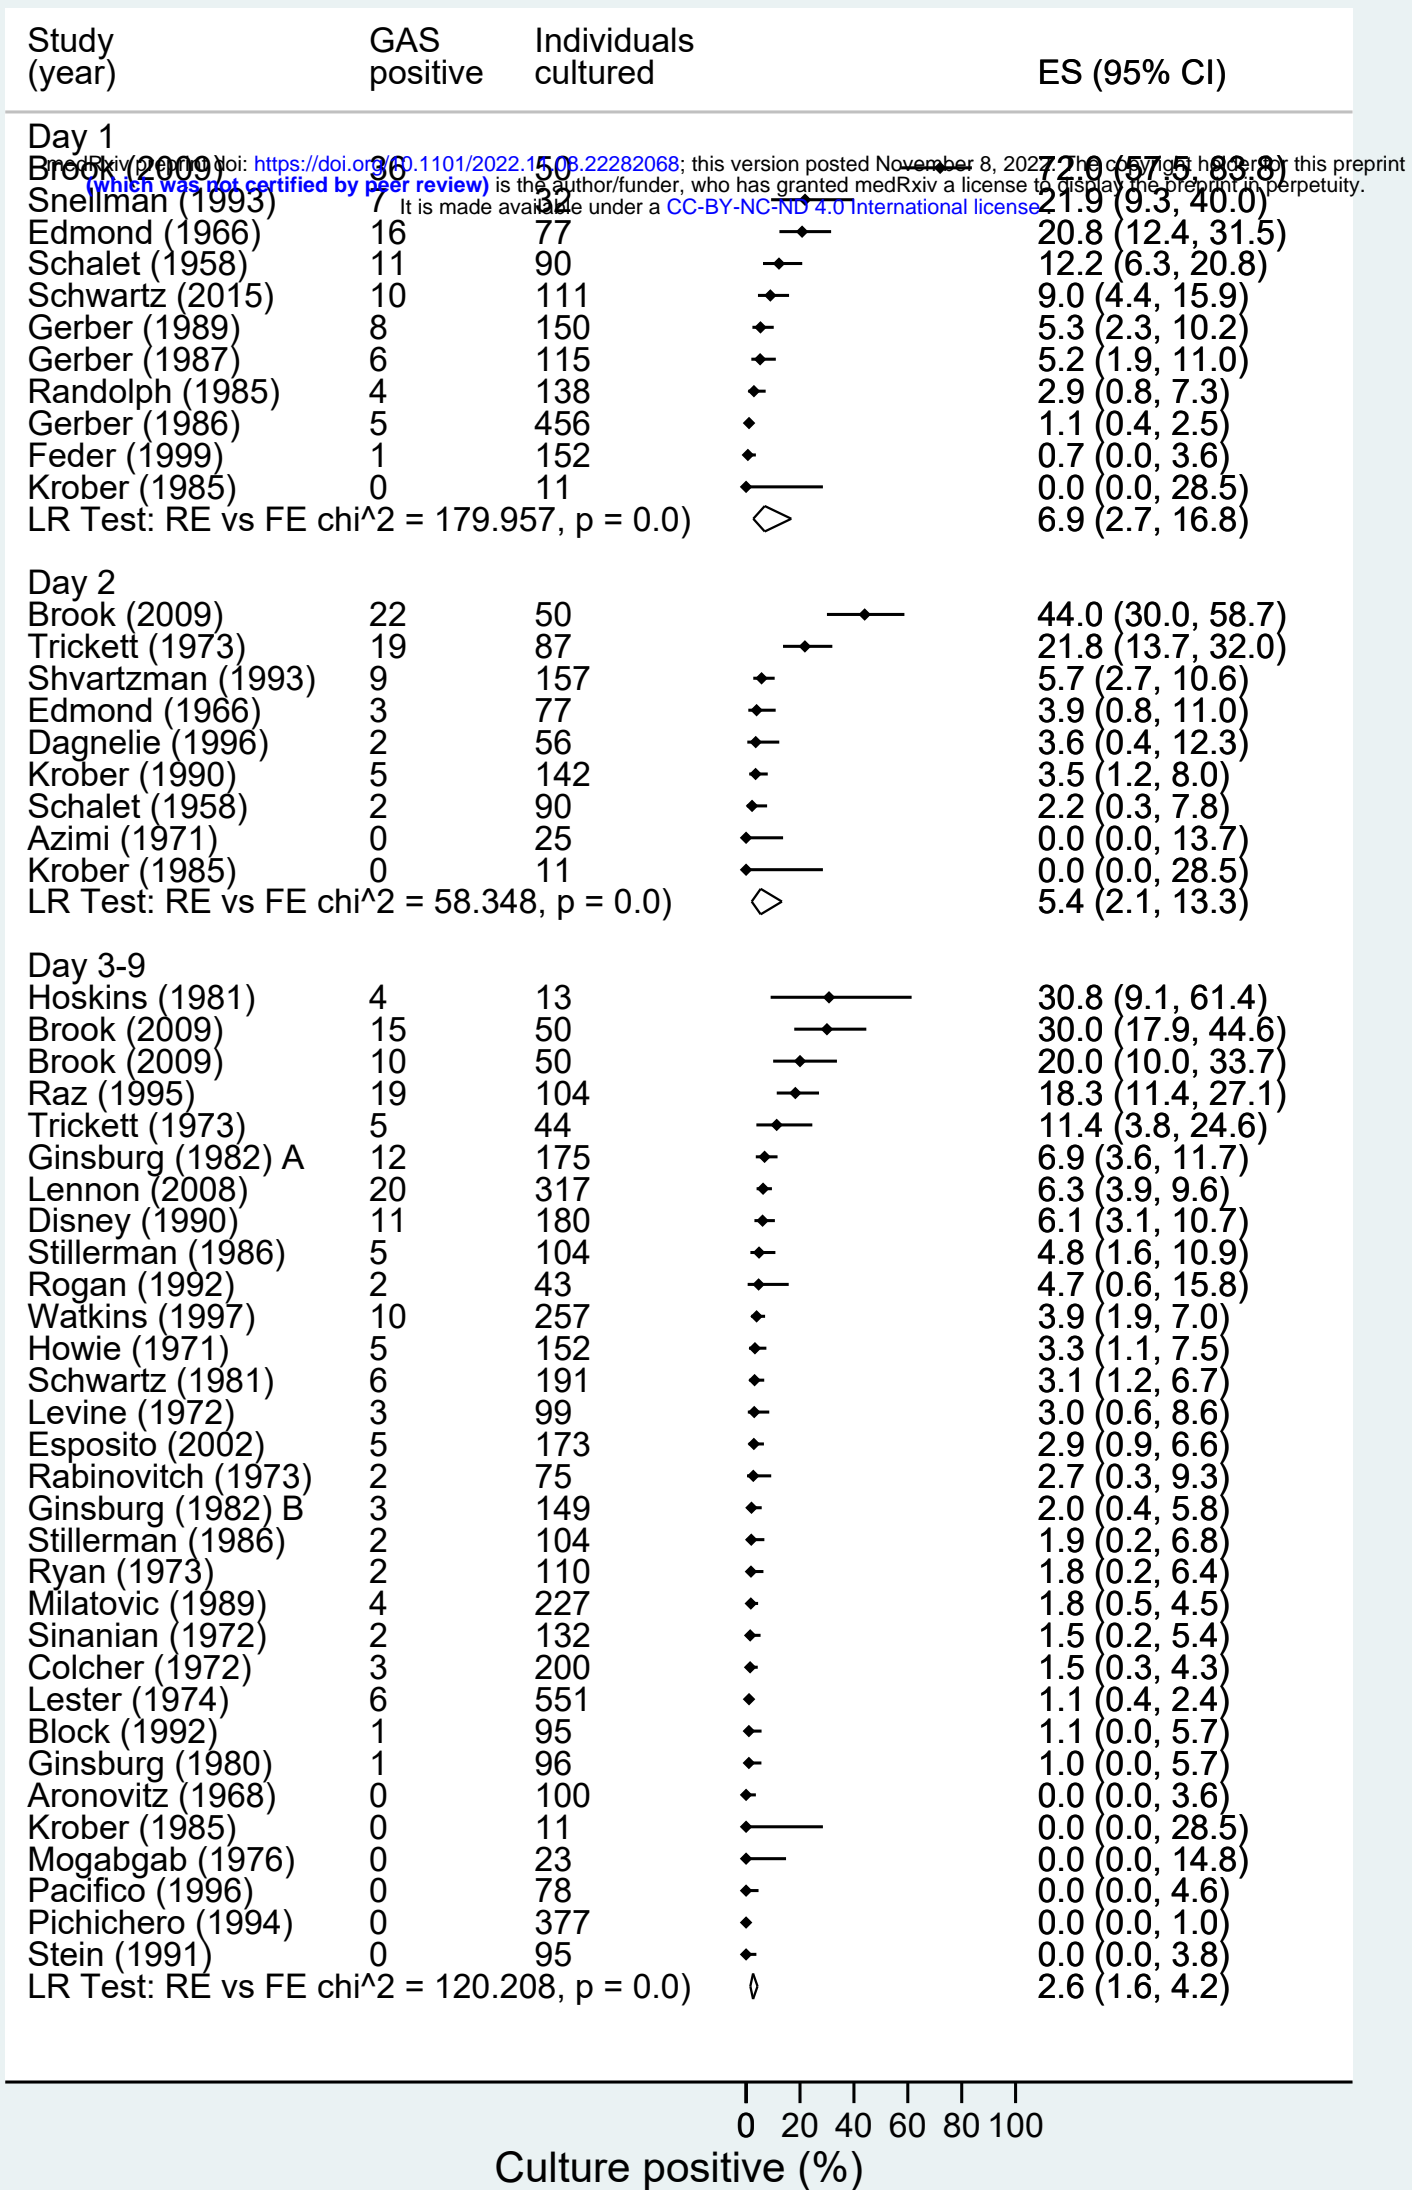 Study GAS Individuals
(year) positive cultured ES (95% CI)
Day 1
medRxiv preprint doi: https://doi.org/10.1101/2022.11.08.22282068; this version posted November 8, 2022. The copyright holder for this preprint
Brook (2009) 36 50 72.0 (57.5, 83.8)
(which was not certified by peer review) is the author/funder, who has granted medRxiv a license to display the preprint in perpetuity.
Snellman (1993) 7 32 21.9 (9.3, 40.0)
It is made available under a CC-BY-NC-ND 4.0 International license
Edmond (1966) 16 77 20.8 (12.4, 31.5)
Schalet (1958) 11 90 12.2 (6.3, 20.8)
Schwartz (2015) 10 111 9.0 (4.4, 15.9)
Gerber (1989) 8 150 5.3 (2.3, 10.2)
Gerber (1987) 6 115 5.2 (1.9, 11.0)
Randolph (1985) 4 138 2.9 (0.8, 7.3)
Gerber (1986) 5 456 1.1 (0.4, 2.5)
Feder (1999) 1 152 0.7 (0.0, 3.6)
Krober (1985) 0 11 0.0 (0.0, 28.5)
LR Test: RE vs FE chi^2 = 179.957, p = 0.0) 6.9 (2.7, 16.8)
Day 2
Brook (2009) 22 50 44.0 (30.0, 58.7)
Trickett (1973) 19 87 21.8 (13.7, 32.0)
Shvartzman (1993) 9 157 5.7 (2.7, 10.6)
Edmond (1966) 3 77 3.9 (0.8, 11.0)
Dagnelie (1996) 2 56 3.6 (0.4, 12.3)
Krober (1990) 5 142 3.5 (1.2, 8.0)
Schalet (1958) 2 90 2.2 (0.3, 7.8)
Azimi (1971) 0 25 0.0 (0.0, 13.7)
Krober (1985) 0 11 0.0 (0.0, 28.5)
LR Test: RE vs FE chi^2 = 58.348, p = 0.0) 5.4 (2.1, 13.3)
Day 3-9
Hoskins (1981) 4 13 30.8 (9.1, 61.4)
Brook (2009) 15 50 30.0 (17.9, 44.6)
Brook (2009) 10 50 20.0 (10.0, 33.7)
Raz (1995) 19 104 18.3 (11.4, 27.1)
Trickett (1973) 5 44 11.4 (3.8, 24.6)
Ginsburg (1982) A 12 175 6.9 (3.6, 11.7)
Lennon (2008) 20 317 6.3 (3.9, 9.6)
Disney (1990) 11 180 6.1 (3.1, 10.7)
Stillerman (1986) 5 104 4.8 (1.6, 10.9)
Rogan (1992) 2 43 4.7 (0.6, 15.8)
Watkins (1997) 10 257 3.9 (1.9, 7.0)
Howie (1971) 5 152 3.3 (1.1, 7.5)
Schwartz (1981) 6 191 3.1 (1.2, 6.7)
Levine (1972) 3 99 3.0 (0.6, 8.6)
Esposito (2002) 5 173 2.9 (0.9, 6.6)
Rabinovitch (1973) 2 75 2.7 (0.3, 9.3)
Ginsburg (1982) B 3 149 2.0 (0.4, 5.8)
Stillerman (1986) 2 104 1.9 (0.2, 6.8)
Ryan (1973) 2 110 1.8 (0.2, 6.4)
Milatovic (1989) 4 227 1.8 (0.5, 4.5)
Sinanian (1972) 2 132 1.5 (0.2, 5.4)
Colcher (1972) 3 200 1.5 (0.3, 4.3)
Lester (1974) 6 551 1.1 (0.4, 2.4)
Block (1992) 1 95 1.1 (0.0, 5.7)
Ginsburg (1980) 1 96 1.0 (0.0, 5.7)
Aronovitz (1968) 0 100 0.0 (0.0, 3.6)
Krober (1985) 0 11 0.0 (0.0, 28.5)
Mogabgab (1976) 0 23 0.0 (0.0, 14.8)
Pacifico (1996) 0 78 0.0 (0.0, 4.6)
Pichichero (1994) 0 377 0.0 (0.0, 1.0)
Stein (1991) 0 95 0.0 (0.0, 3.8)
LR Test: RE vs FE chi^2 = 120.208, p = 0.0) 2.6 (1.6, 4.2)
0 20 40 60 80 100
Culture positive (%)